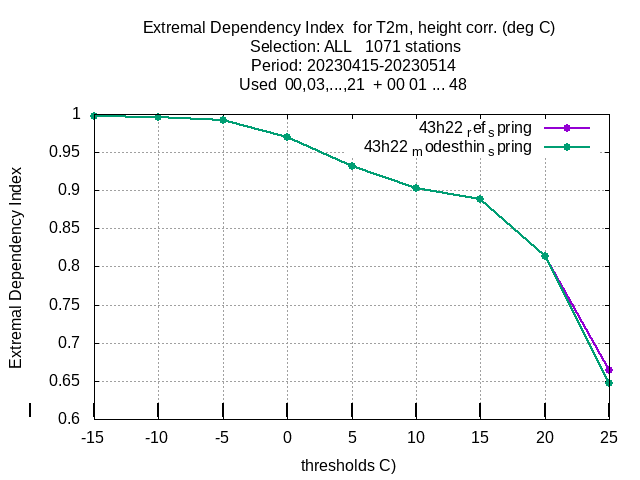 Extremal Dependency Index  for T2m, height corr. (deg C)
Selection: ALL   1071 stations
Period: 20230415-20230514
Used  00,03,...,21  + 00 01 ... 48
43h22 ref spring
43h22 modesthin spring
Extremal Dependency Index
1
0.95
0.9
0.85
0.8
0.75
0.7
0.65
0.6
-15 -10 -5 0 5 10 15 20 25
thresholds C)